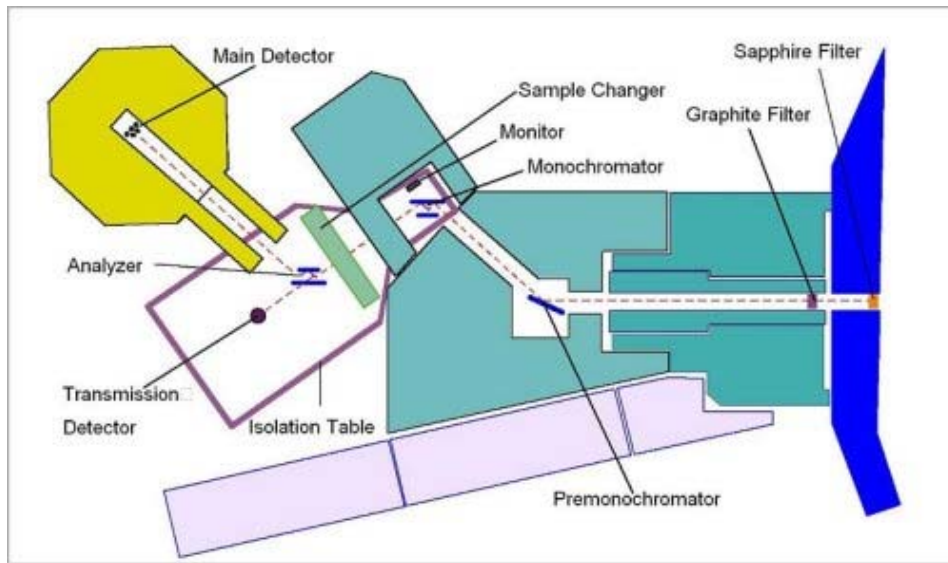 Main Detector
Sapphire Filter
Sample Changer
Graphite Filter
Monitor
Monochromator
Analyzer
Transmission
Detector
Isolation Table
Premonochromator